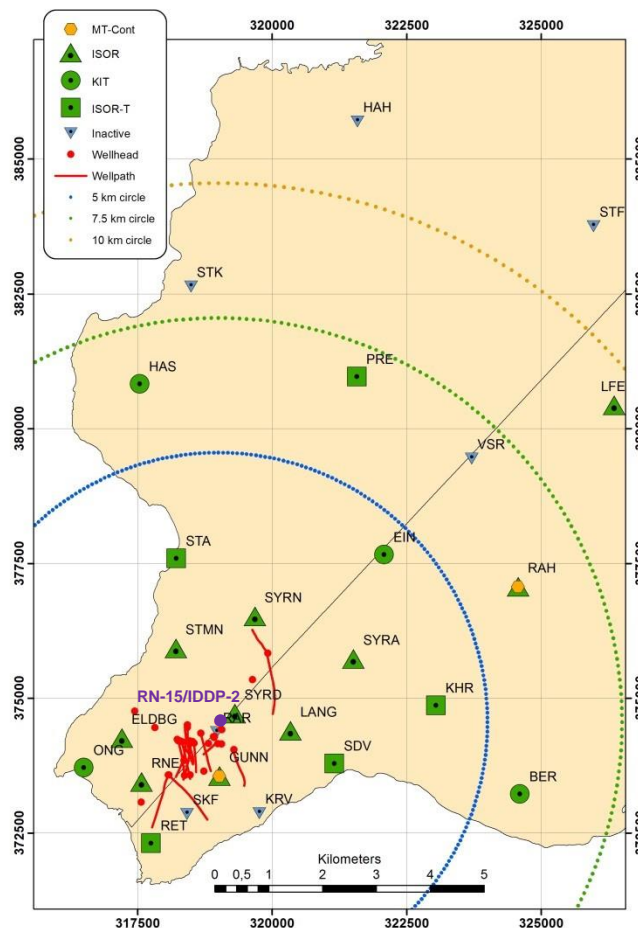 320000
322500
325000
MT-Cont
ISOR
KIT
ISOR-T
Inactive
Wellhead
Wellpath
5 km circle
7.5 km circle
10 km circle
385000
382500
380000
377500
375000
372500
HAH
STF
STK
HAS
PRE
LFE
VSR
STA
EIN
RAH
SYRN
STMN
SYRA
RN-15/IDDP-2
SYRD
KHR
ELDBG
LANG
ONG
RNE
GUNN
SDV
BER
SKF
KRV
RET
Kilometers
0 0,5 1 2 3 4 5
317500
320000
322500
325000